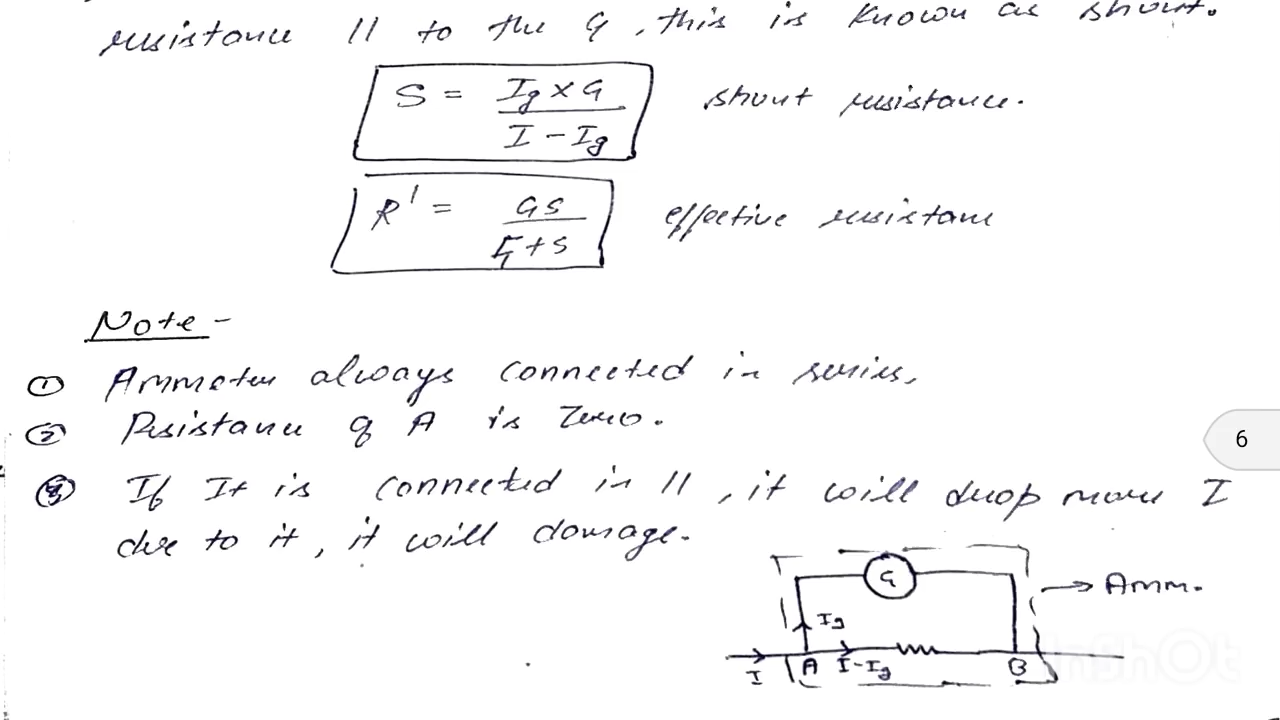 resistance || to the G, this is known as shunt.
S = Ig × G / I - Ig shunt resistance.
R' = GS / G+S effective resistam
Note -
① Ammeter always connected in series,
② Resistance of A is zero.
③ If It is connected in ||, it will drop more I
due to it, it will damage.
G
→ Amm.
Ig
I A I-Ig B
6
InShOt